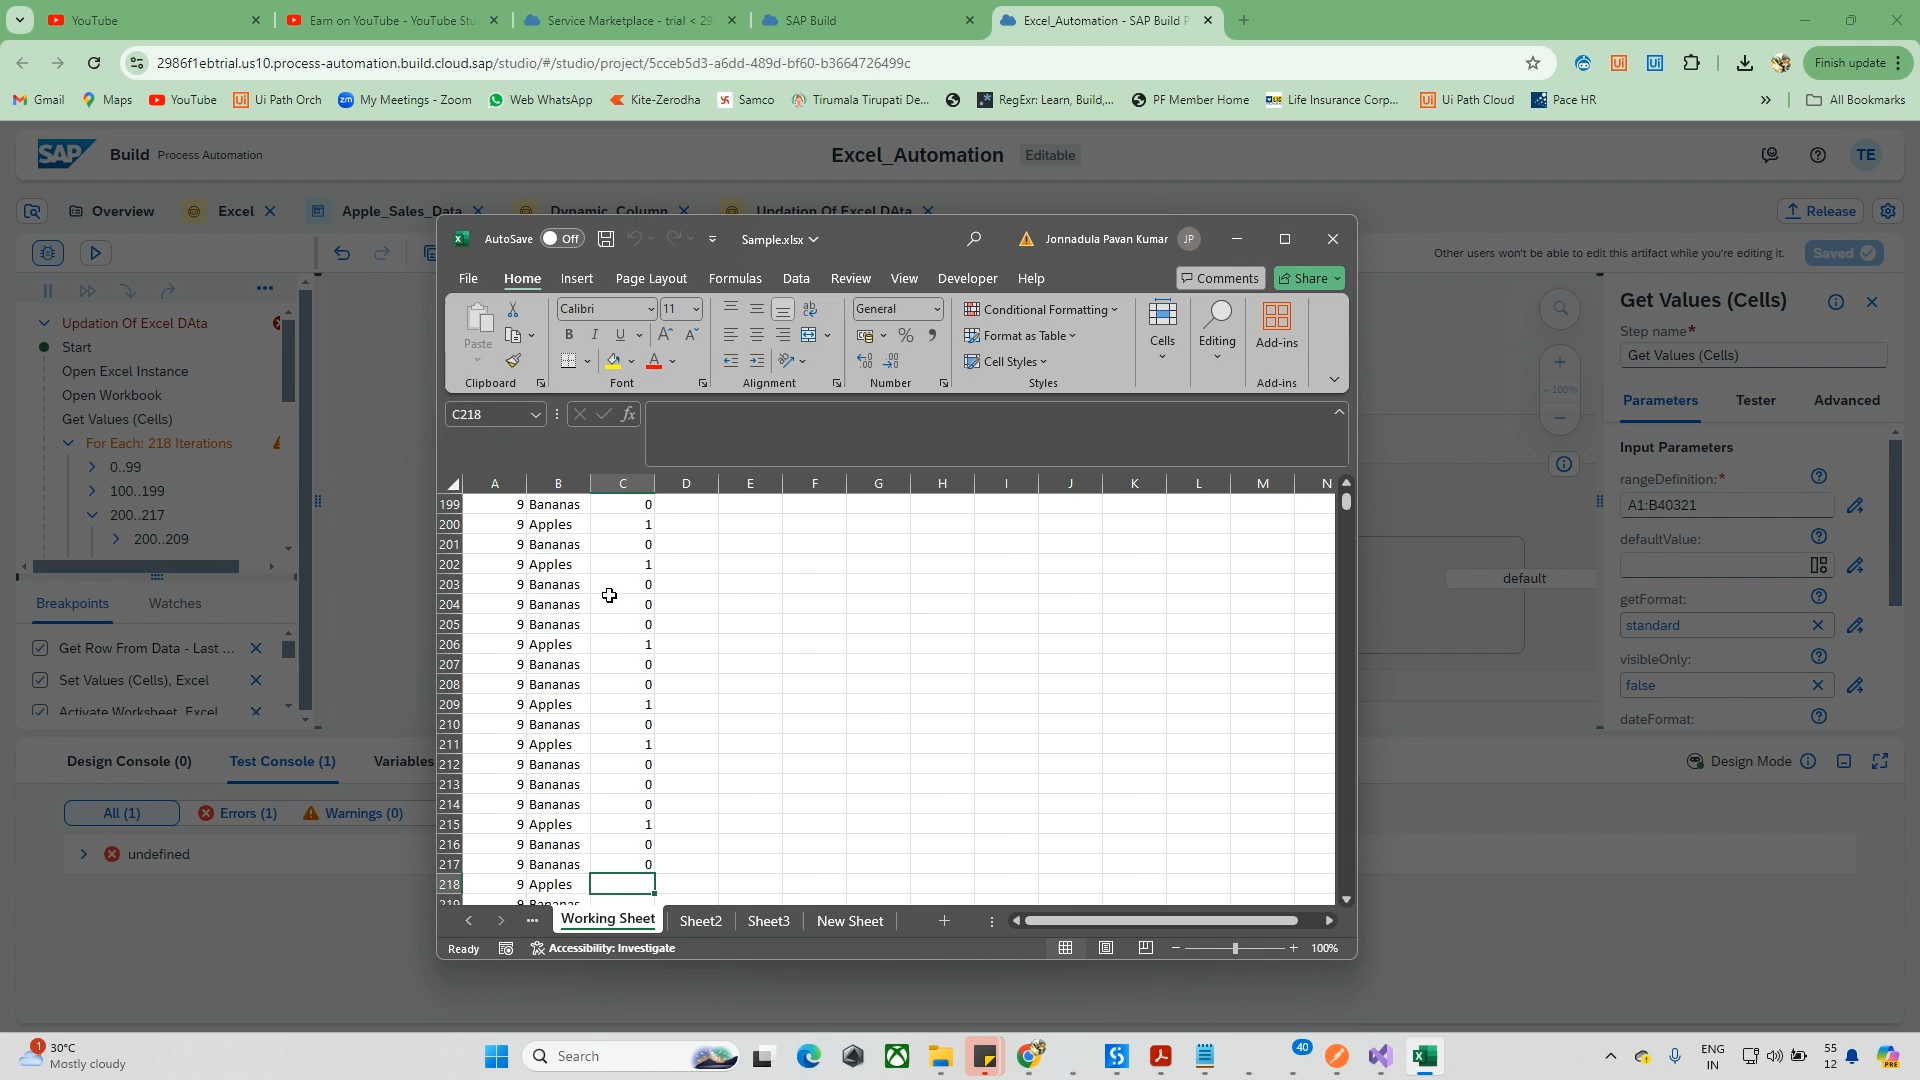 YouTube
Earn on YouTube - YouTube Stu
Service Marketplace - trial < 29
SAP Build
Excel_Automation - SAP Build P
2986f1ebtrial.us10.process-automation.build.cloud.sap/studio/#/studio/project/5cceb5d3-a6dd-489d-bf60-b3664726499c
Finish update
Gmail
Maps
YouTube
Ui Path Orch
My Meetings - Zoom
Web WhatsApp
Kite-Zerodha
Samco
Tirumala Tirupati De...
RegExr: Learn, Build,...
PF Member Home
Life Insurance Corp...
Ui Path Cloud
Pace HR
All Bookmarks
SAP Build Process Automation
Excel_Automation Editable
TE
Overview
Excel
Apple_Sales_Data
Dynamic_Column
Updation Of Excel DAta
Release
Other users won't be able to edit this artifact while you're editing it.
Saved
Updation Of Excel DAta
Start
Open Excel Instance
Open Workbook
Get Values (Cells)
For Each: 218 Iterations
0..99
100..199
200..217
200..209
Breakpoints
Watches
Get Row From Data - Last ...
Set Values (Cells), Excel
Activate Worksheet, Excel
Design Console (0)
Test Console (1)
Variables
All (1)
Errors (1)
Warnings (0)
undefined
AutoSave Off
Sample.xlsx
Jonnadula Pavan Kumar JP
File Home Insert Page Layout Formulas Data Review View Developer Help
Comments Share
Paste
Clipboard
Calibri 11
B I U
Font
Alignment
General
Number
Conditional Formatting
Format as Table
Cell Styles
Styles
Cells
Editing
Add-ins
Add-ins
C218 fx
A B C D E F G H I J K L M N
199 9 Bananas 0
200 9 Apples 1
201 9 Bananas 0
202 9 Apples 1
203 9 Bananas 0
204 9 Bananas 0
205 9 Bananas 0
206 9 Apples 1
207 9 Bananas 0
208 9 Bananas 0
209 9 Apples 1
210 9 Bananas 0
211 9 Apples 1
212 9 Bananas 0
213 9 Bananas 0
214 9 Bananas 0
215 9 Apples 1
216 9 Bananas 0
217 9 Bananas 0
218 9 Apples
219 9 Bananas
Working Sheet Sheet2 Sheet3 New Sheet
Ready Accessibility: Investigate 100%
100%
default
Get Values (Cells)
Step name*
Get Values (Cells)
Parameters Tester Advanced
Input Parameters
rangeDefinition:*
A1:B40321
defaultValue:
getFormat:
standard
visibleOnly:
false
dateFormat:
Design Mode
1
30°C
Mostly cloudy
Search
40
ENG
IN
55
12
PRE